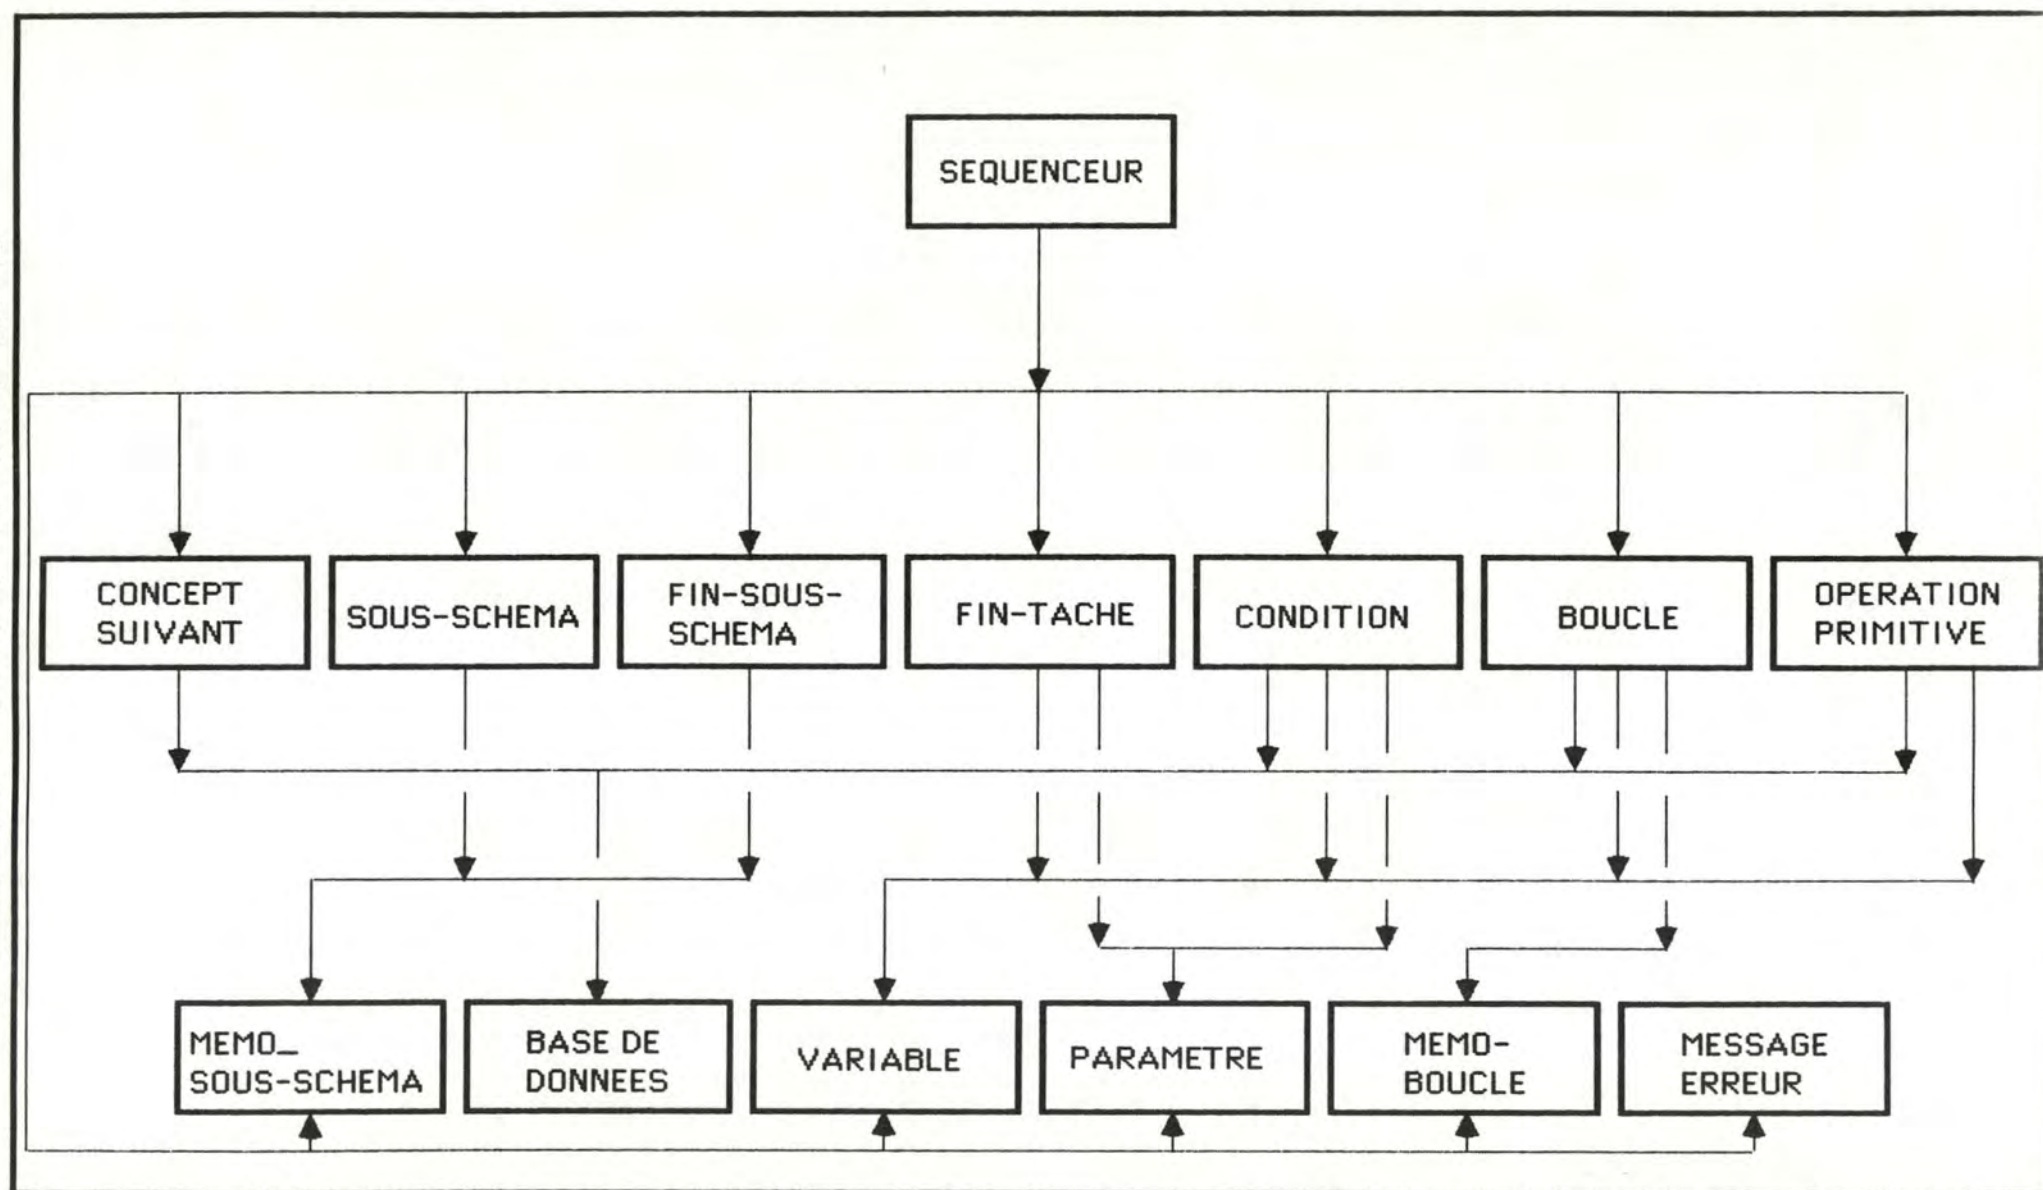 SEQUENCEUR
CONCEPT
SUIVANT
SOUS-SCHEMA
FIN-SOUS-
SCHEMA
FIN-TACHE
CONDITION
BOUCLE
OPERATION
PRIMITIVE
MEMO_
SOUS-SCHEMA
BASE DE
DONNEES
VARIABLE
PARAMETRE
MEMO-
BOUCLE
MESSAGE
ERREUR